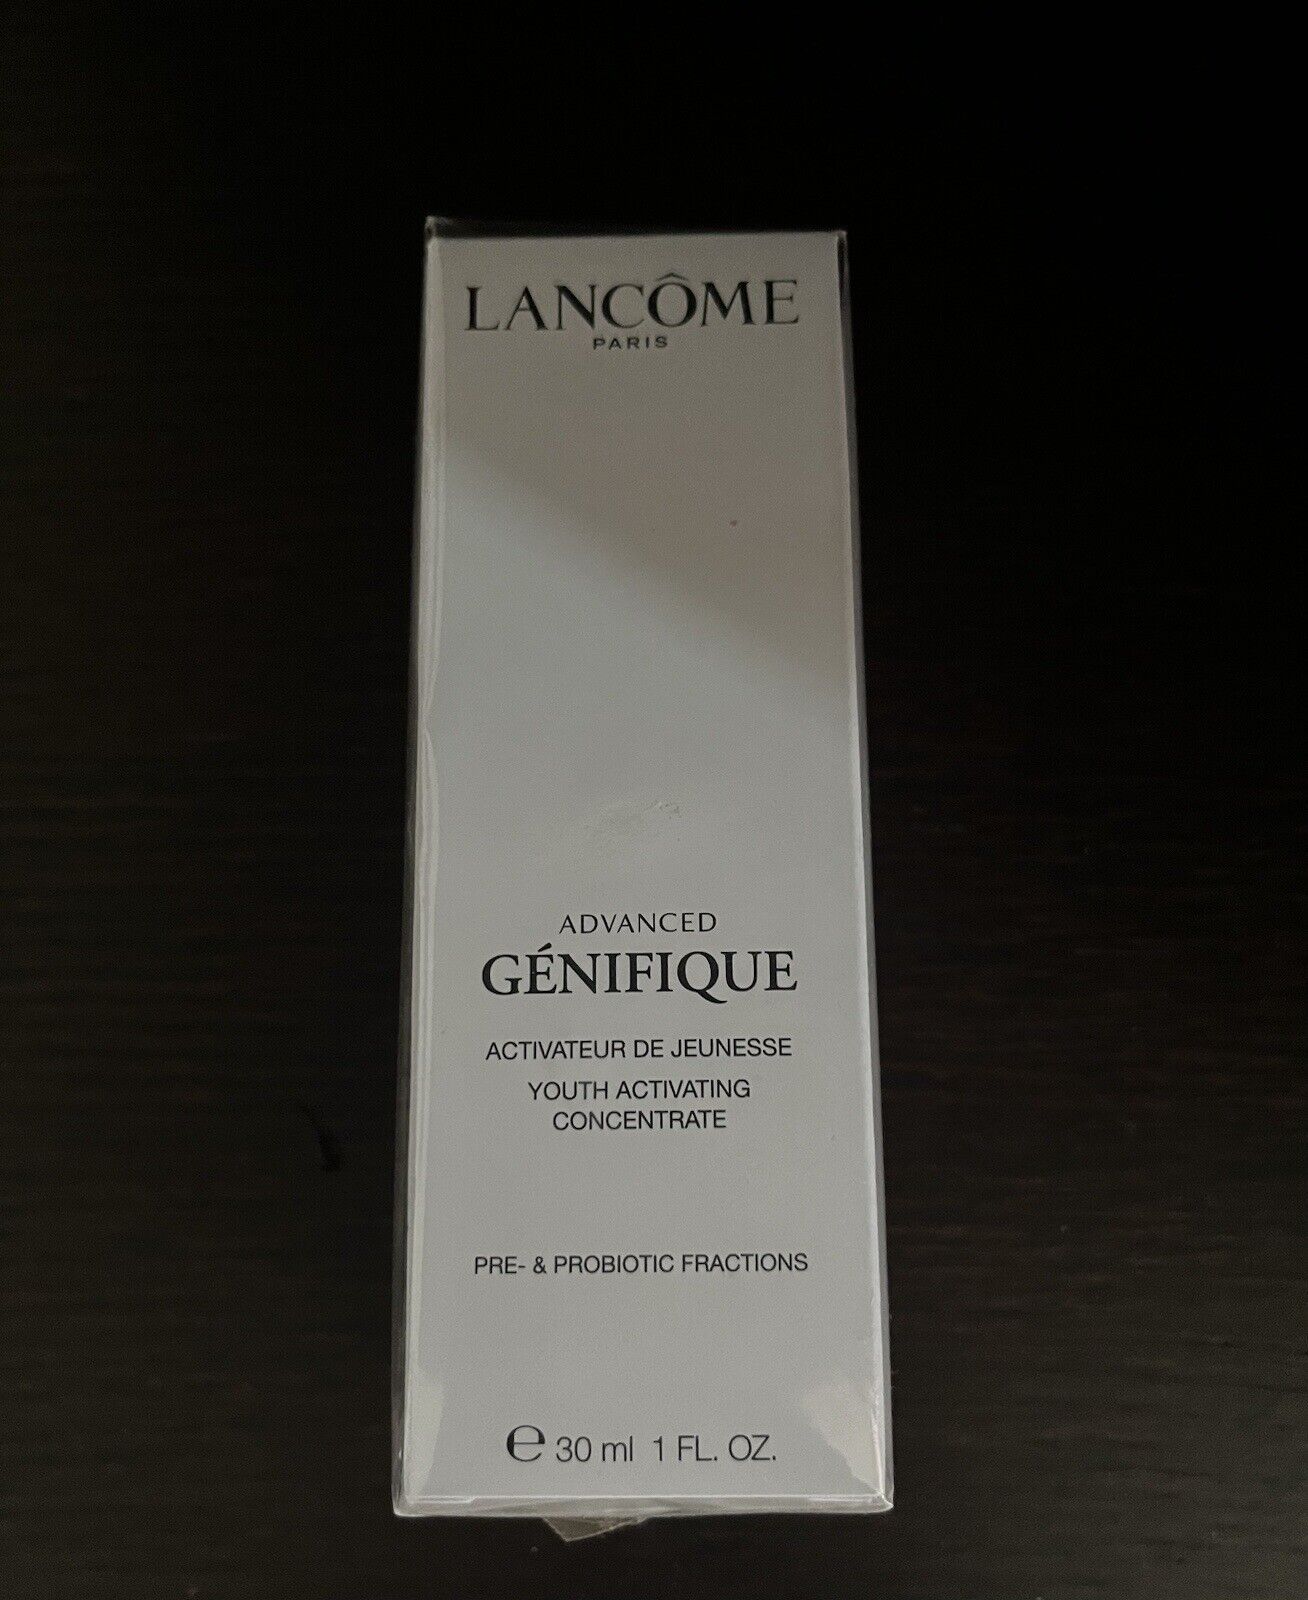 LANCÔME
PARIS
ADVANCED
GÉNIFIQUE
ACTIVATEUR DE JEUNESSE
YOUTH ACTIVATING
CONCENTRATE
PRE- & PROBIOTIC FRACTIONS
℮ 30 ml 1 FL. OZ.